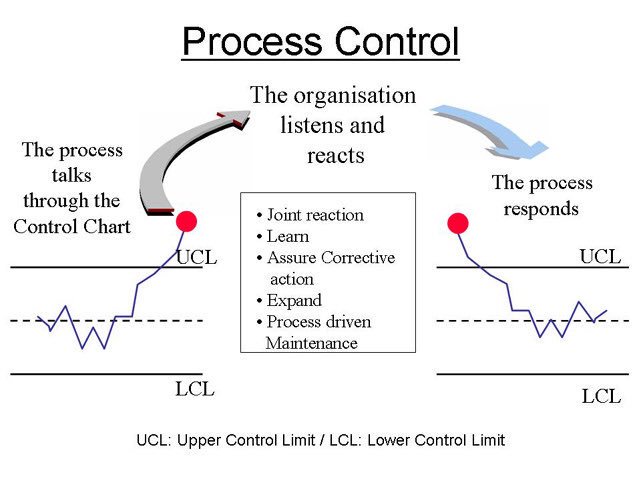 Process Control
The organisation
listens and
reacts
The process
talks
through the
Control Chart
The process
responds
• Joint reaction
• Learn
• Assure Corrective
action
• Expand
• Process driven
Maintenance
UCL
UCL
LCL
LCL
UCL: Upper Control Limit / LCL: Lower Control Limit